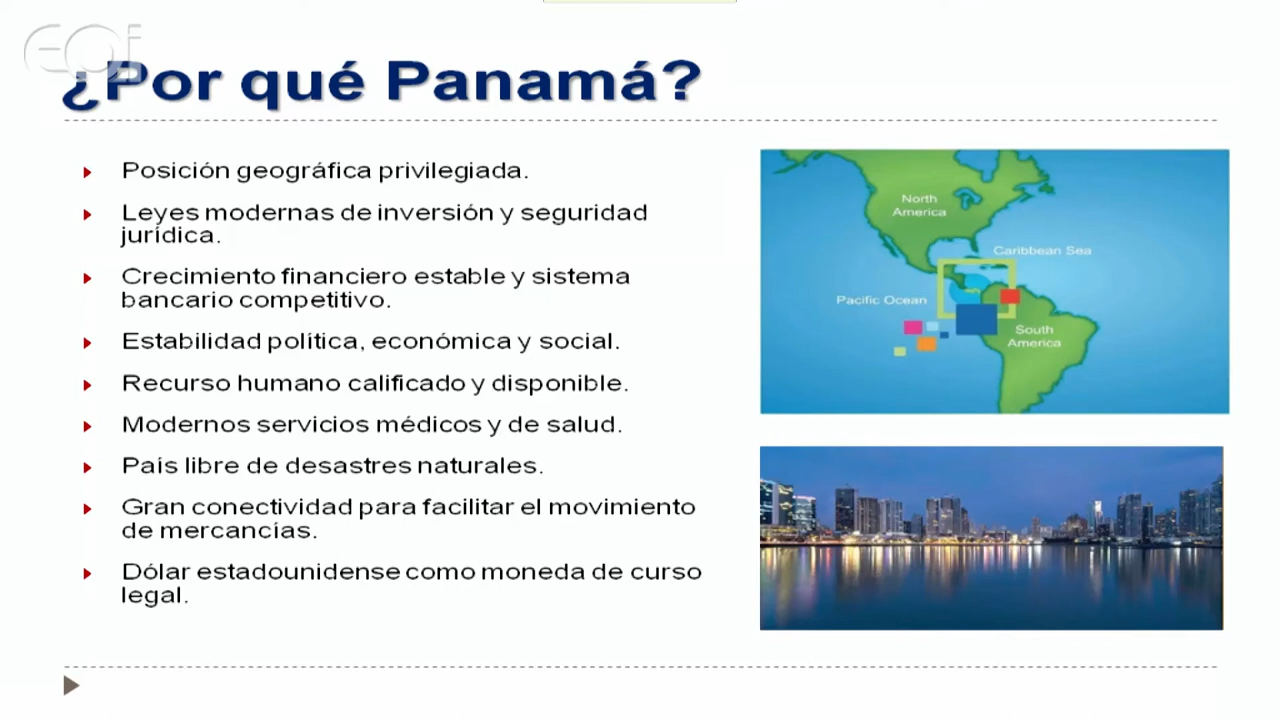 EOi
¿Por qué Panamá?
Posición geográfica privilegiada.
Leyes modernas de inversión y seguridad
jurídica.
Crecimiento financiero estable y sistema
bancario competitivo.
Estabilidad política, económica y social.
Recurso humano calificado y disponible.
Modernos servicios médicos y de salud.
País libre de desastres naturales.
Gran conectividad para facilitar el movimiento
de mercancías.
Dólar estadounidense como moneda de curso
legal.
North
America
Caribbean Sea
Pacific Ocean
South
America